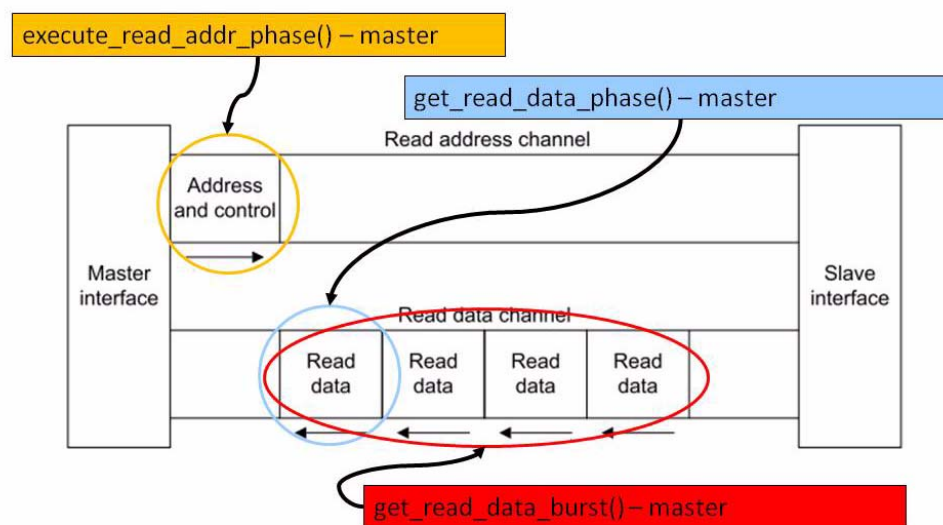 execute_read_addr_phase() – master
get_read_data_phase() – master
Read address channel
Address
and control
Master
interface
Slave
interface
Read data channel
Read
data
Read
data
Read
data
Read
data
get_read_data_burst() – master